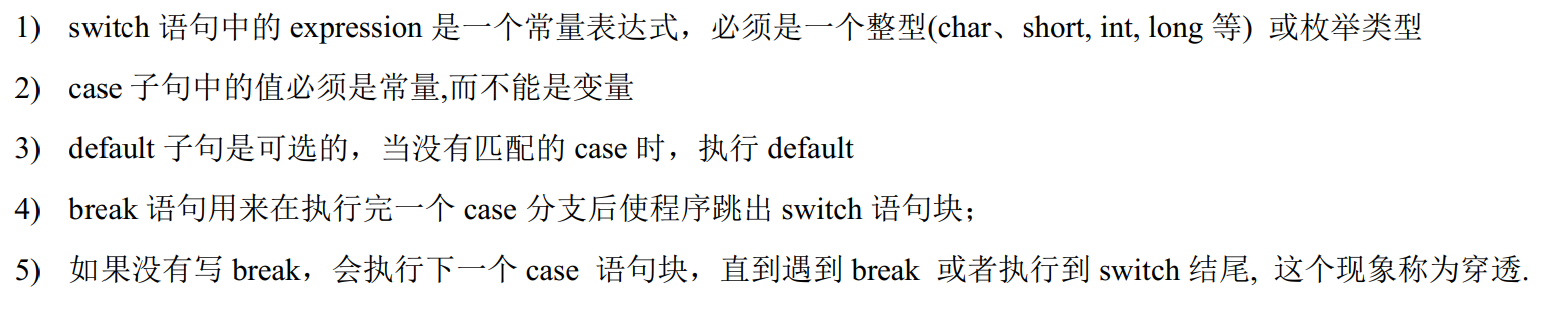 1) switch 语句中的 expression 是一个常量表达式，必须是一个整型(char、short, int, long 等) 或枚举类型
2) case 子句中的值必须是常量,而不能是变量
3) default 子句是可选的，当没有匹配的 case 时，执行 default
4) break 语句用来在执行完一个 case 分支后使程序跳出 switch 语句块；
5) 如果没有写 break，会执行下一个 case 语句块，直到遇到 break 或者执行到 switch 结尾, 这个现象称为穿透.